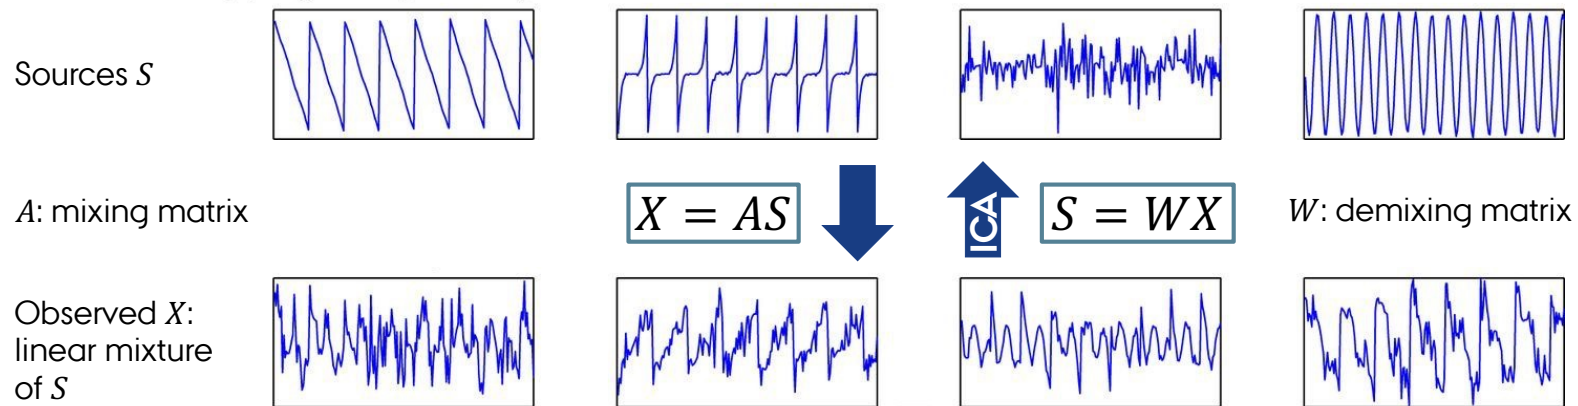 Sources S
A: mixing matrix
X = AS
ICA
S = WX
W: demixing matrix
Observed X:
linear mixture
of S